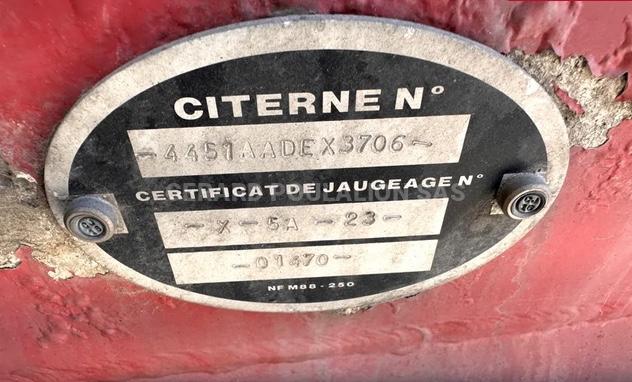 CITERNE N°
-4451AADEX3706-
CERTIFICAT DE JAUGEAGE N°
-X-5A-23-
-01470-
NF M88-250